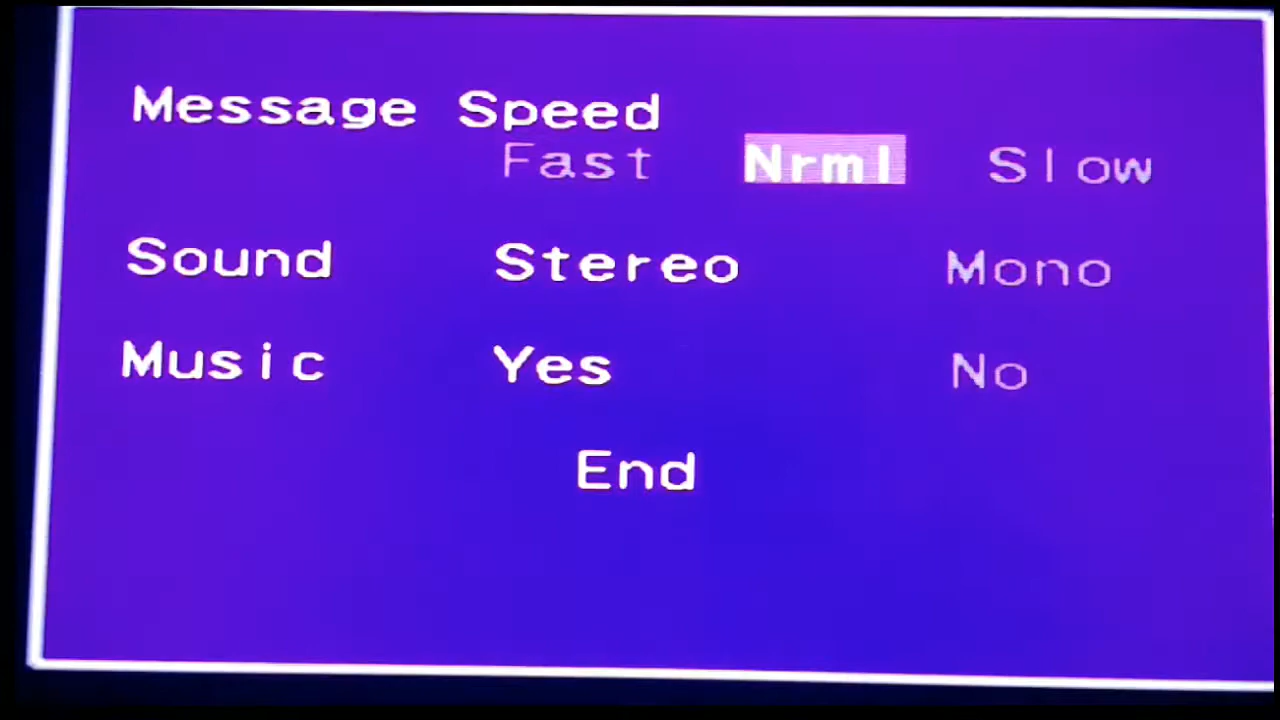 Message Speed
Fast Nrml Slow
Sound Stereo Mono
Music Yes No
End